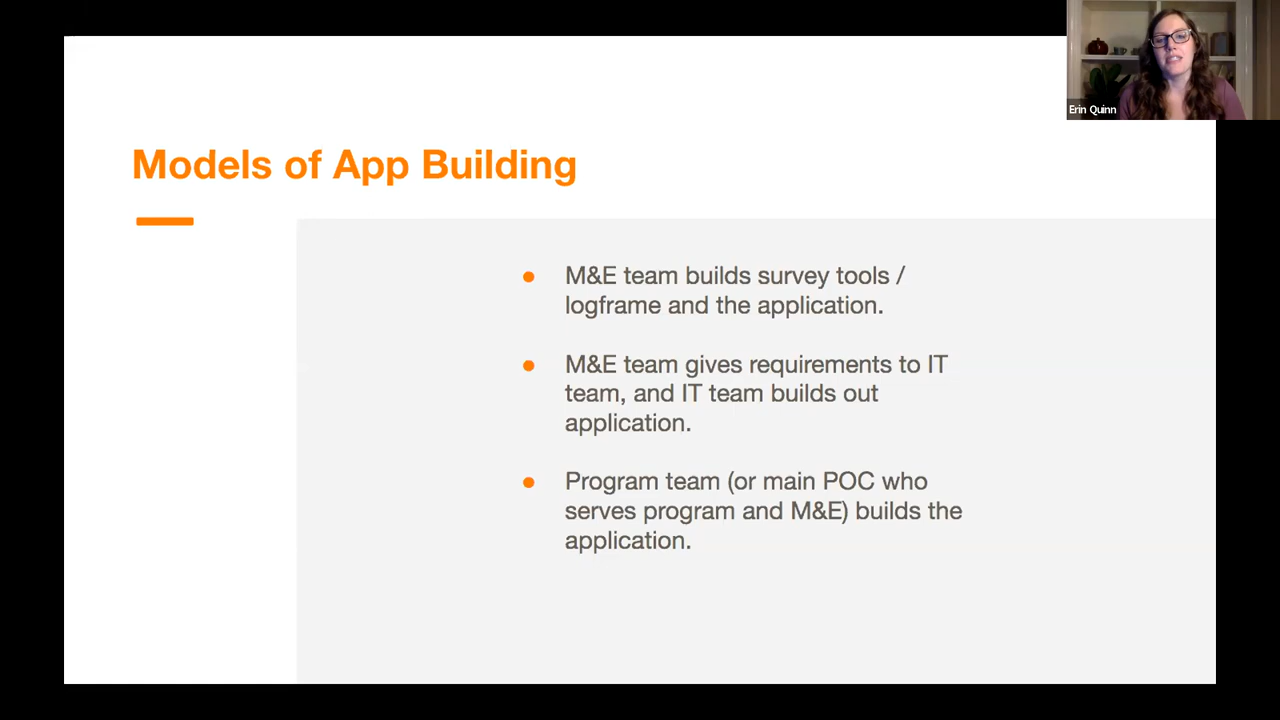 Erin Quinn
Models of App Building
● M&E team builds survey tools /
logframe and the application.
● M&E team gives requirements to IT
team, and IT team builds out
application.
● Program team (or main POC who
serves program and M&E) builds the
application.